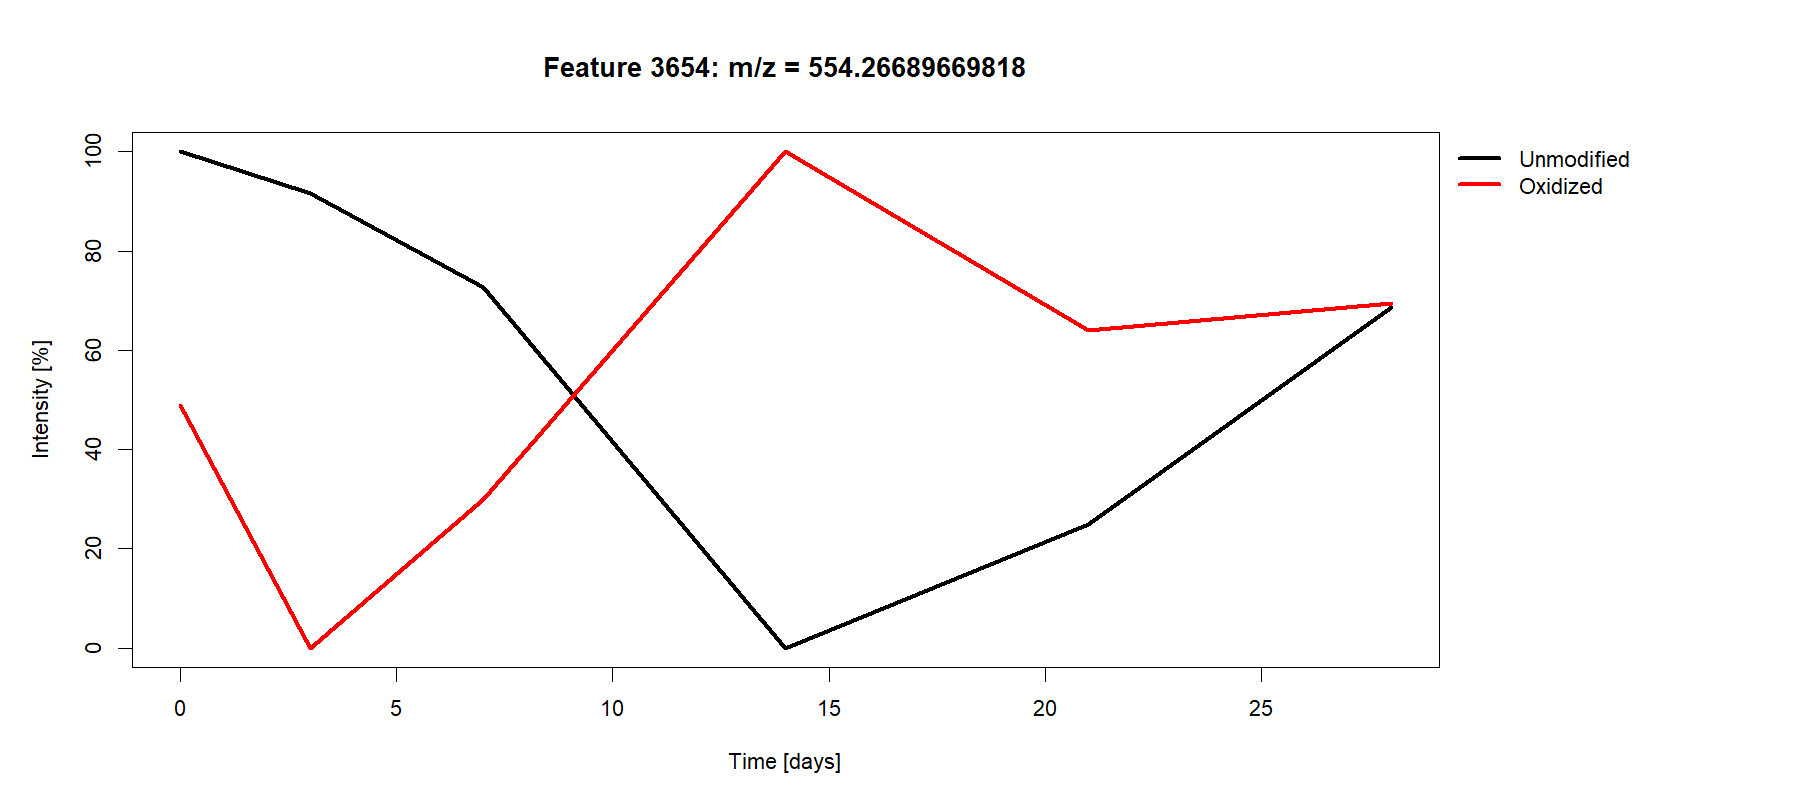 Feature 3654: m/z = 554.26689669818
Unmodified
Oxidized
Intensity [%]
100
80
60
40
20
0
0 5 10 15 20 25
Time [days]